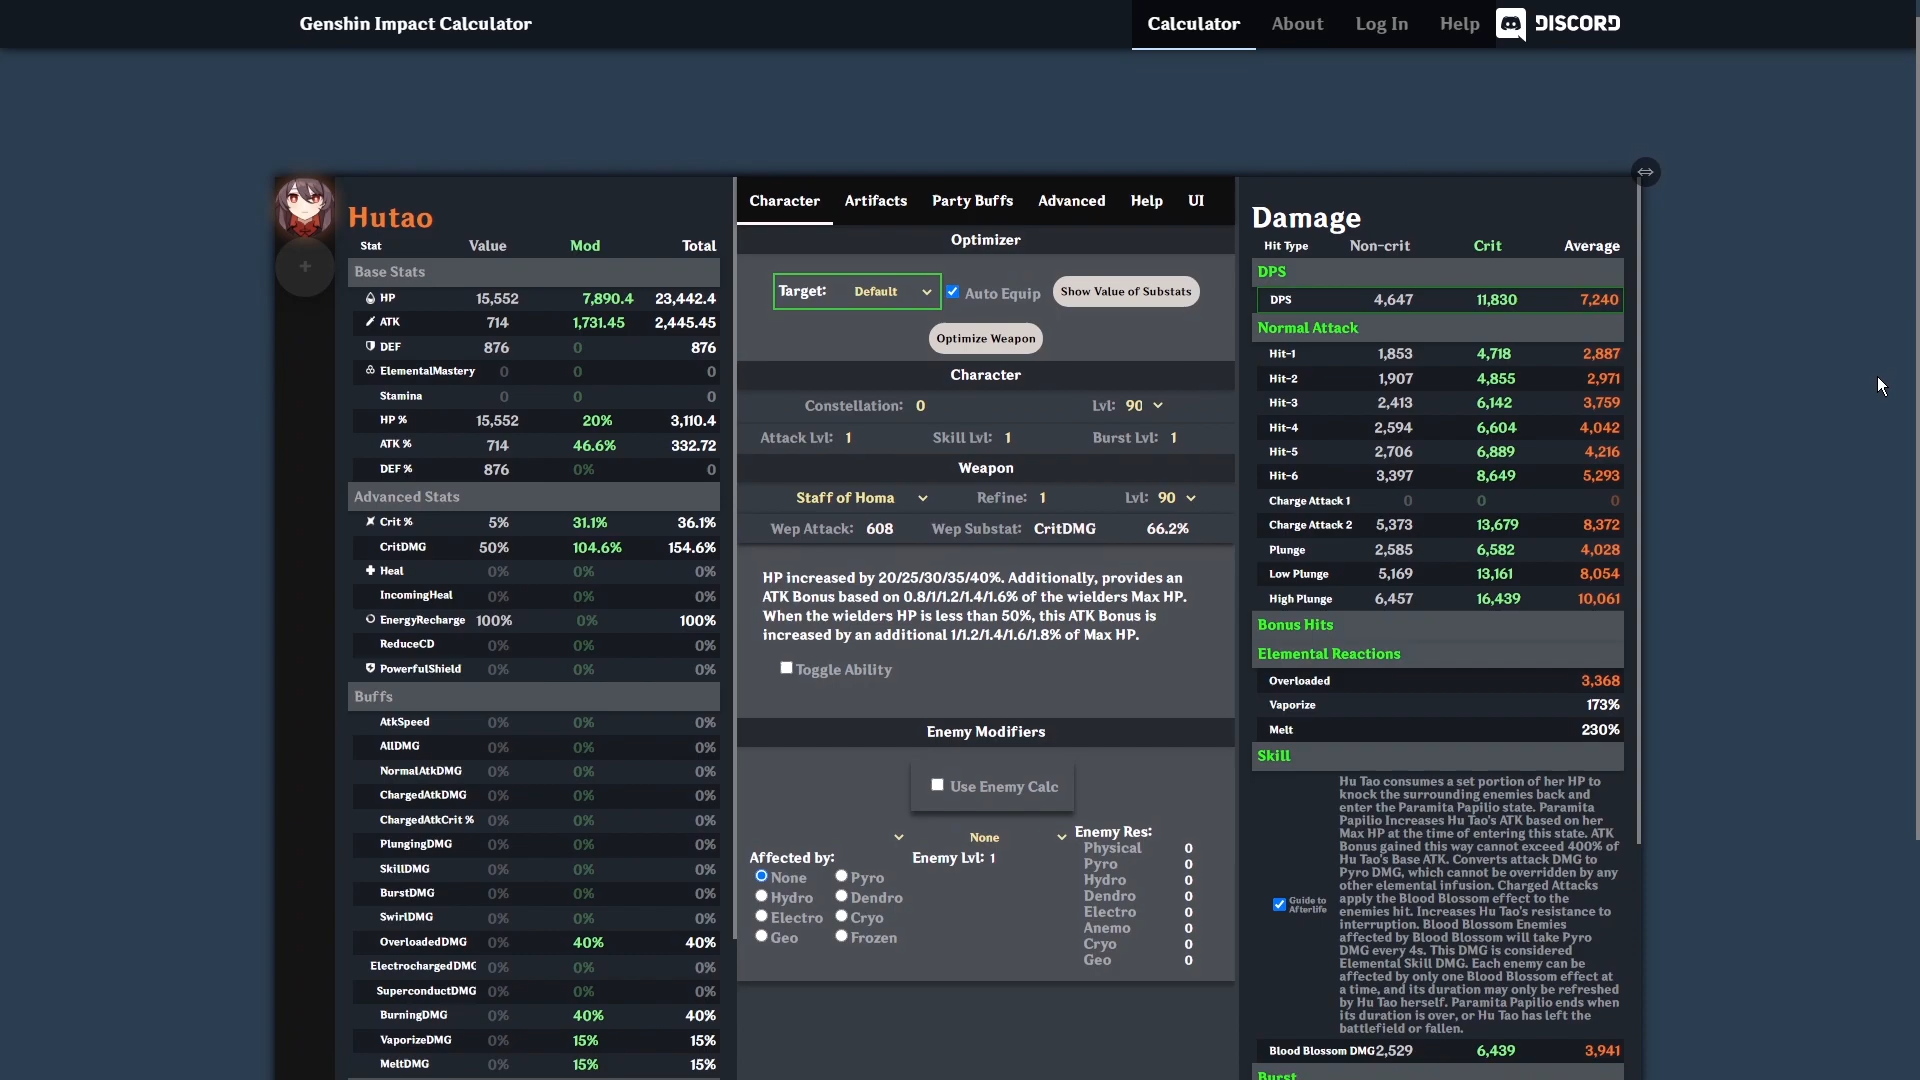 Genshin Impact Calculator
Calculator About Log In Help DISCORD
Hutao
Stat Value Mod Total
Base Stats
HP 15,552 7,890.4 23,442.4
ATK 714 1,731.45 2,445.45
DEF 876 0 876
ElementalMastery 0 0 0
Stamina 0 0 0
HP % 15,552 20% 3,110.4
ATK % 714 46.6% 332.72
DEF % 876 0% 0
Advanced Stats
Crit % 5% 31.1% 36.1%
CritDMG 50% 104.6% 154.6%
Heal 0% 0% 0%
IncomingHeal 0% 0% 0%
EnergyRecharge 100% 0% 100%
ReduceCD 0% 0% 0%
PowerfulShield 0% 0% 0%
Buffs
AtkSpeed 0% 0% 0%
AllDMG 0% 0% 0%
NormalAtkDMG 0% 0% 0%
ChargedAtkDMG 0% 0% 0%
ChargedAtkCrit % 0% 0% 0%
PlungingDMG 0% 0% 0%
SkillDMG 0% 0% 0%
BurstDMG 0% 0% 0%
SwirlDMG 0% 0% 0%
OverloadedDMG 0% 40% 40%
ElectrochargedDMG 0% 0% 0%
SuperconductDMG 0% 0% 0%
BurningDMG 0% 40% 40%
VaporizeDMG 0% 15% 15%
MeltDMG 0% 15% 15%
Character Artifacts Party Buffs Advanced Help UI
Optimizer
Target: Default Auto Equip Show Value of Substats
Optimize Weapon
Character
Constellation: 0 Lvl: 90
Attack Lvl: 1 Skill Lvl: 1 Burst Lvl: 1
Weapon
Staff of Homa Refine: 1 Lvl: 90
Wep Attack: 608 Wep Substat: CritDMG 66.2%
HP increased by 20/25/30/35/40%. Additionally, provides an
ATK Bonus based on 0.8/1/1.2/1.4/1.6% of the wielders Max HP.
When the wielders HP is less than 50%, this ATK Bonus is
increased by an additional 1/1.2/1.4/1.6/1.8% of Max HP.
Toggle Ability
Enemy Modifiers
Use Enemy Calc
None
Affected by: Enemy Lvl: 1
None Pyro
Hydro Dendro
Electro Cryo
Geo Frozen
Enemy Res:
Physical 0
Pyro 0
Hydro 0
Dendro 0
Electro 0
Anemo 0
Cryo 0
Geo 0
Damage
Hit Type Non-crit Crit Average
DPS
DPS 4,647 11,830 7,240
Normal Attack
Hit-1 1,853 4,718 2,887
Hit-2 1,907 4,855 2,971
Hit-3 2,413 6,142 3,759
Hit-4 2,594 6,604 4,042
Hit-5 2,706 6,889 4,216
Hit-6 3,397 8,649 5,293
Charge Attack 1 0 0 0
Charge Attack 2 5,373 13,679 8,372
Plunge 2,585 6,582 4,028
Low Plunge 5,169 13,161 8,054
High Plunge 6,457 16,439 10,061
Bonus Hits
Elemental Reactions
Overloaded 3,368
Vaporize 173%
Melt 230%
Skill
Guide to
Afterlife
Hu Tao consumes a set portion of her HP to
knock the surrounding enemies back and
enter the Paramita Papilio state. Paramita
Papilio Increases Hu Tao's ATK based on her
Max HP at the time of entering this state. ATK
Bonus gained this way cannot exceed 400% of
Hu Tao's Base ATK. Converts attack DMG to
Pyro DMG, which cannot be overridden by any
other elemental infusion. Charged Attacks
apply the Blood Blossom effect to the
enemies hit. Increases Hu Tao's resistance to
interruption. Blood Blossom Enemies
affected by Blood Blossom will take Pyro
DMG every 4s. This DMG is considered
Elemental Skill DMG. Each enemy can be
affected by only one Blood Blossom effect at
a time, and its duration may only be refreshed
by Hu Tao herself. Paramita Papilio ends when
its duration is over, or Hu Tao has left the
battlefield or fallen.
Blood Blossom DMG 2,529 6,439 3,941
Burst